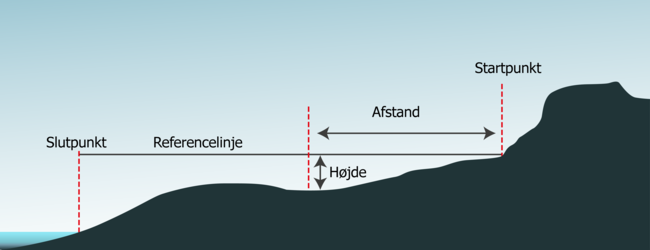 Startpunkt
Afstand
Slutpunkt
Referencelinje
Højde